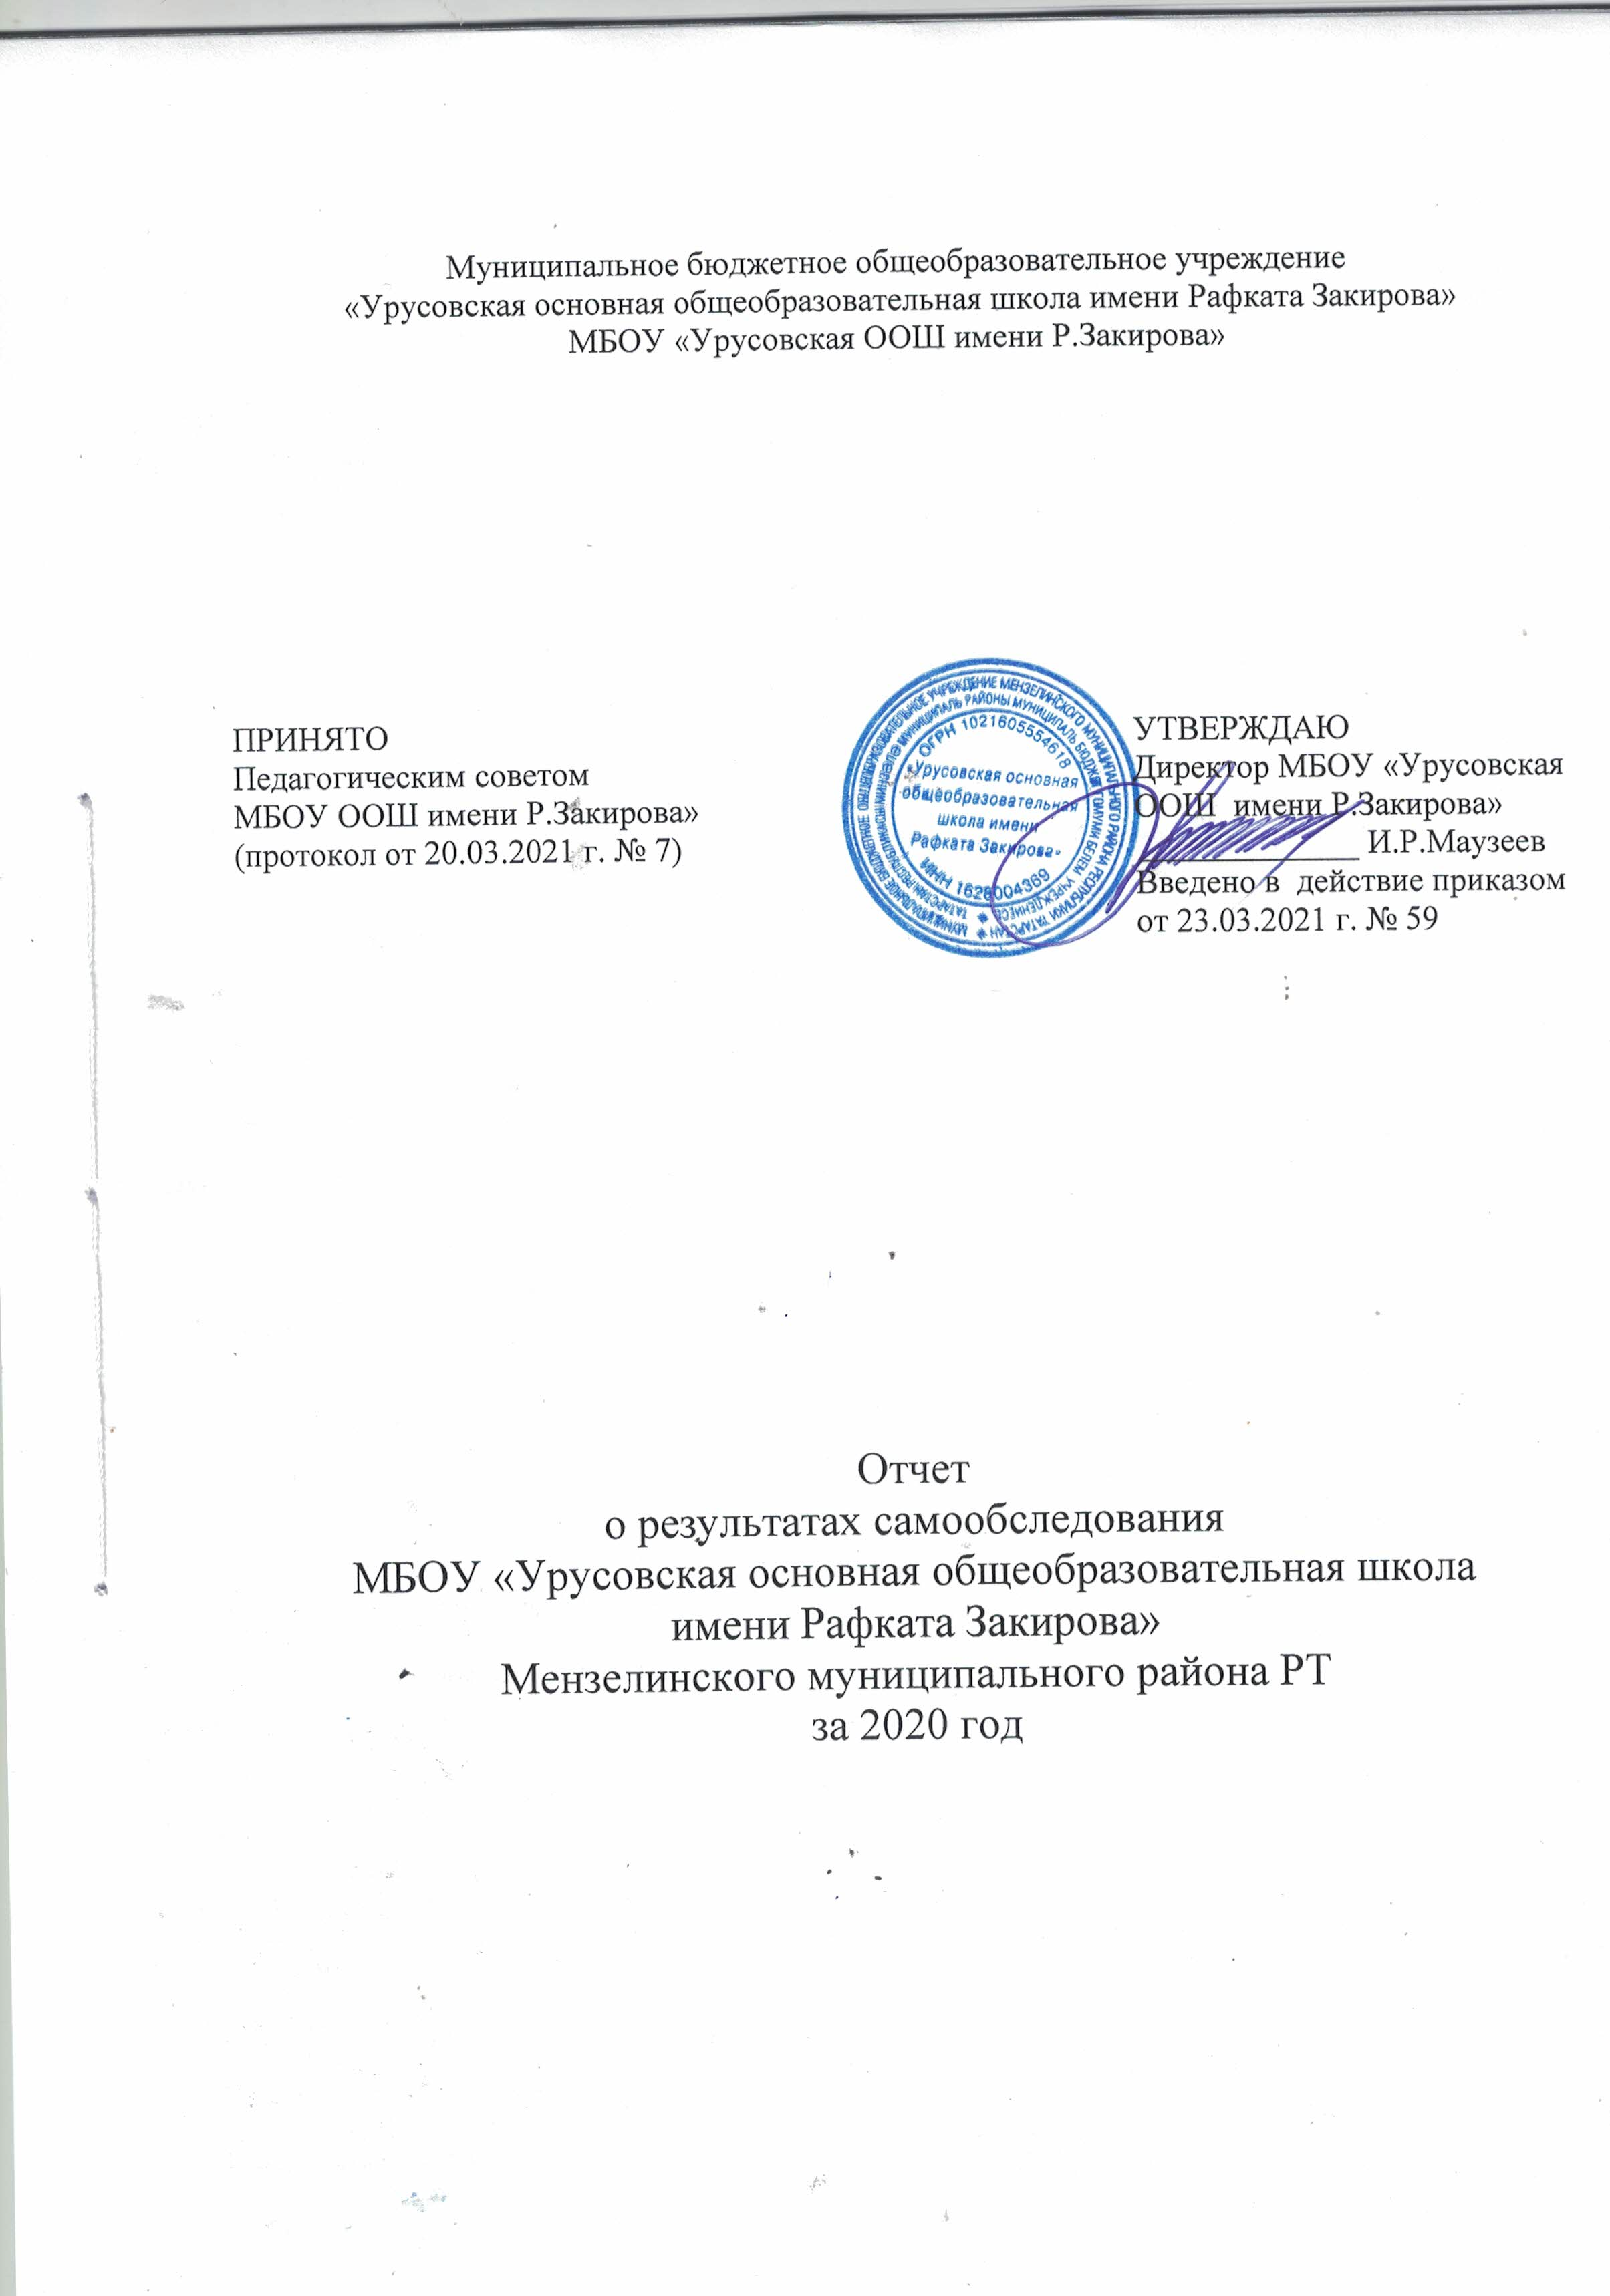 Муниципальное бюджетное общеобразовательное учреждение
«Урусовская основная общеобразовательная школа имени Рафката Закирова»
МБОУ «Урусовская ООШ имени Р.Закирова»
ПРИНЯТО
Педагогическим советом
МБОУ ООШ имени Р.Закирова»
(протокол от 20.03.2021 г. № 7)
ОГРН 1021605554618
«Урусовская основная
общеобразовательная
школа имени
Рафката Закирова»
ИНН 1628004369
УТВЕРЖДАЮ
Директор МБОУ «Урусовская
ООШ  имени Р.Закирова»
_____________ И.Р.Маузеев
Введено в  действие приказом
от 23.03.2021 г. № 59
Отчет
о результатах самообследования
МБОУ «Урусовская основная общеобразовательная школа
имени Рафката Закирова»
Мензелинского муниципального района РТ
за 2020 год